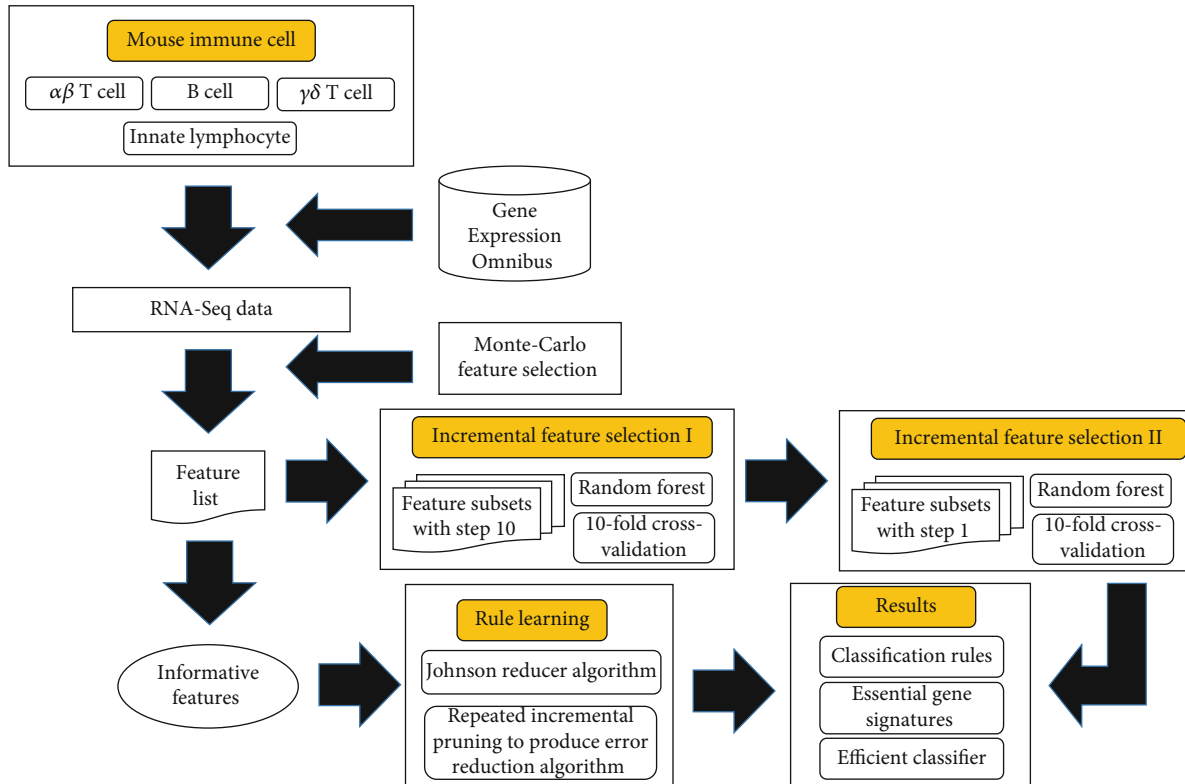 Mouse immune cell
αβ T cell
B cell
γδ T cell
Innate lymphocyte
Gene
Expression
Omnibus
RNA-Seq data
Monte-Carlo
feature selection
Feature
list
Incremental feature selection I
Feature subsets
with step 10
Random forest
10-fold cross-
validation
Incremental feature selection II
Feature subsets
with step 1
Random forest
10-fold cross-
validation
Informative
features
Rule learning
Johnson reducer algorithm
Repeated incremental
pruning to produce error
reduction algorithm
Results
Classification rules
Essential gene
signatures
Efficient classifier